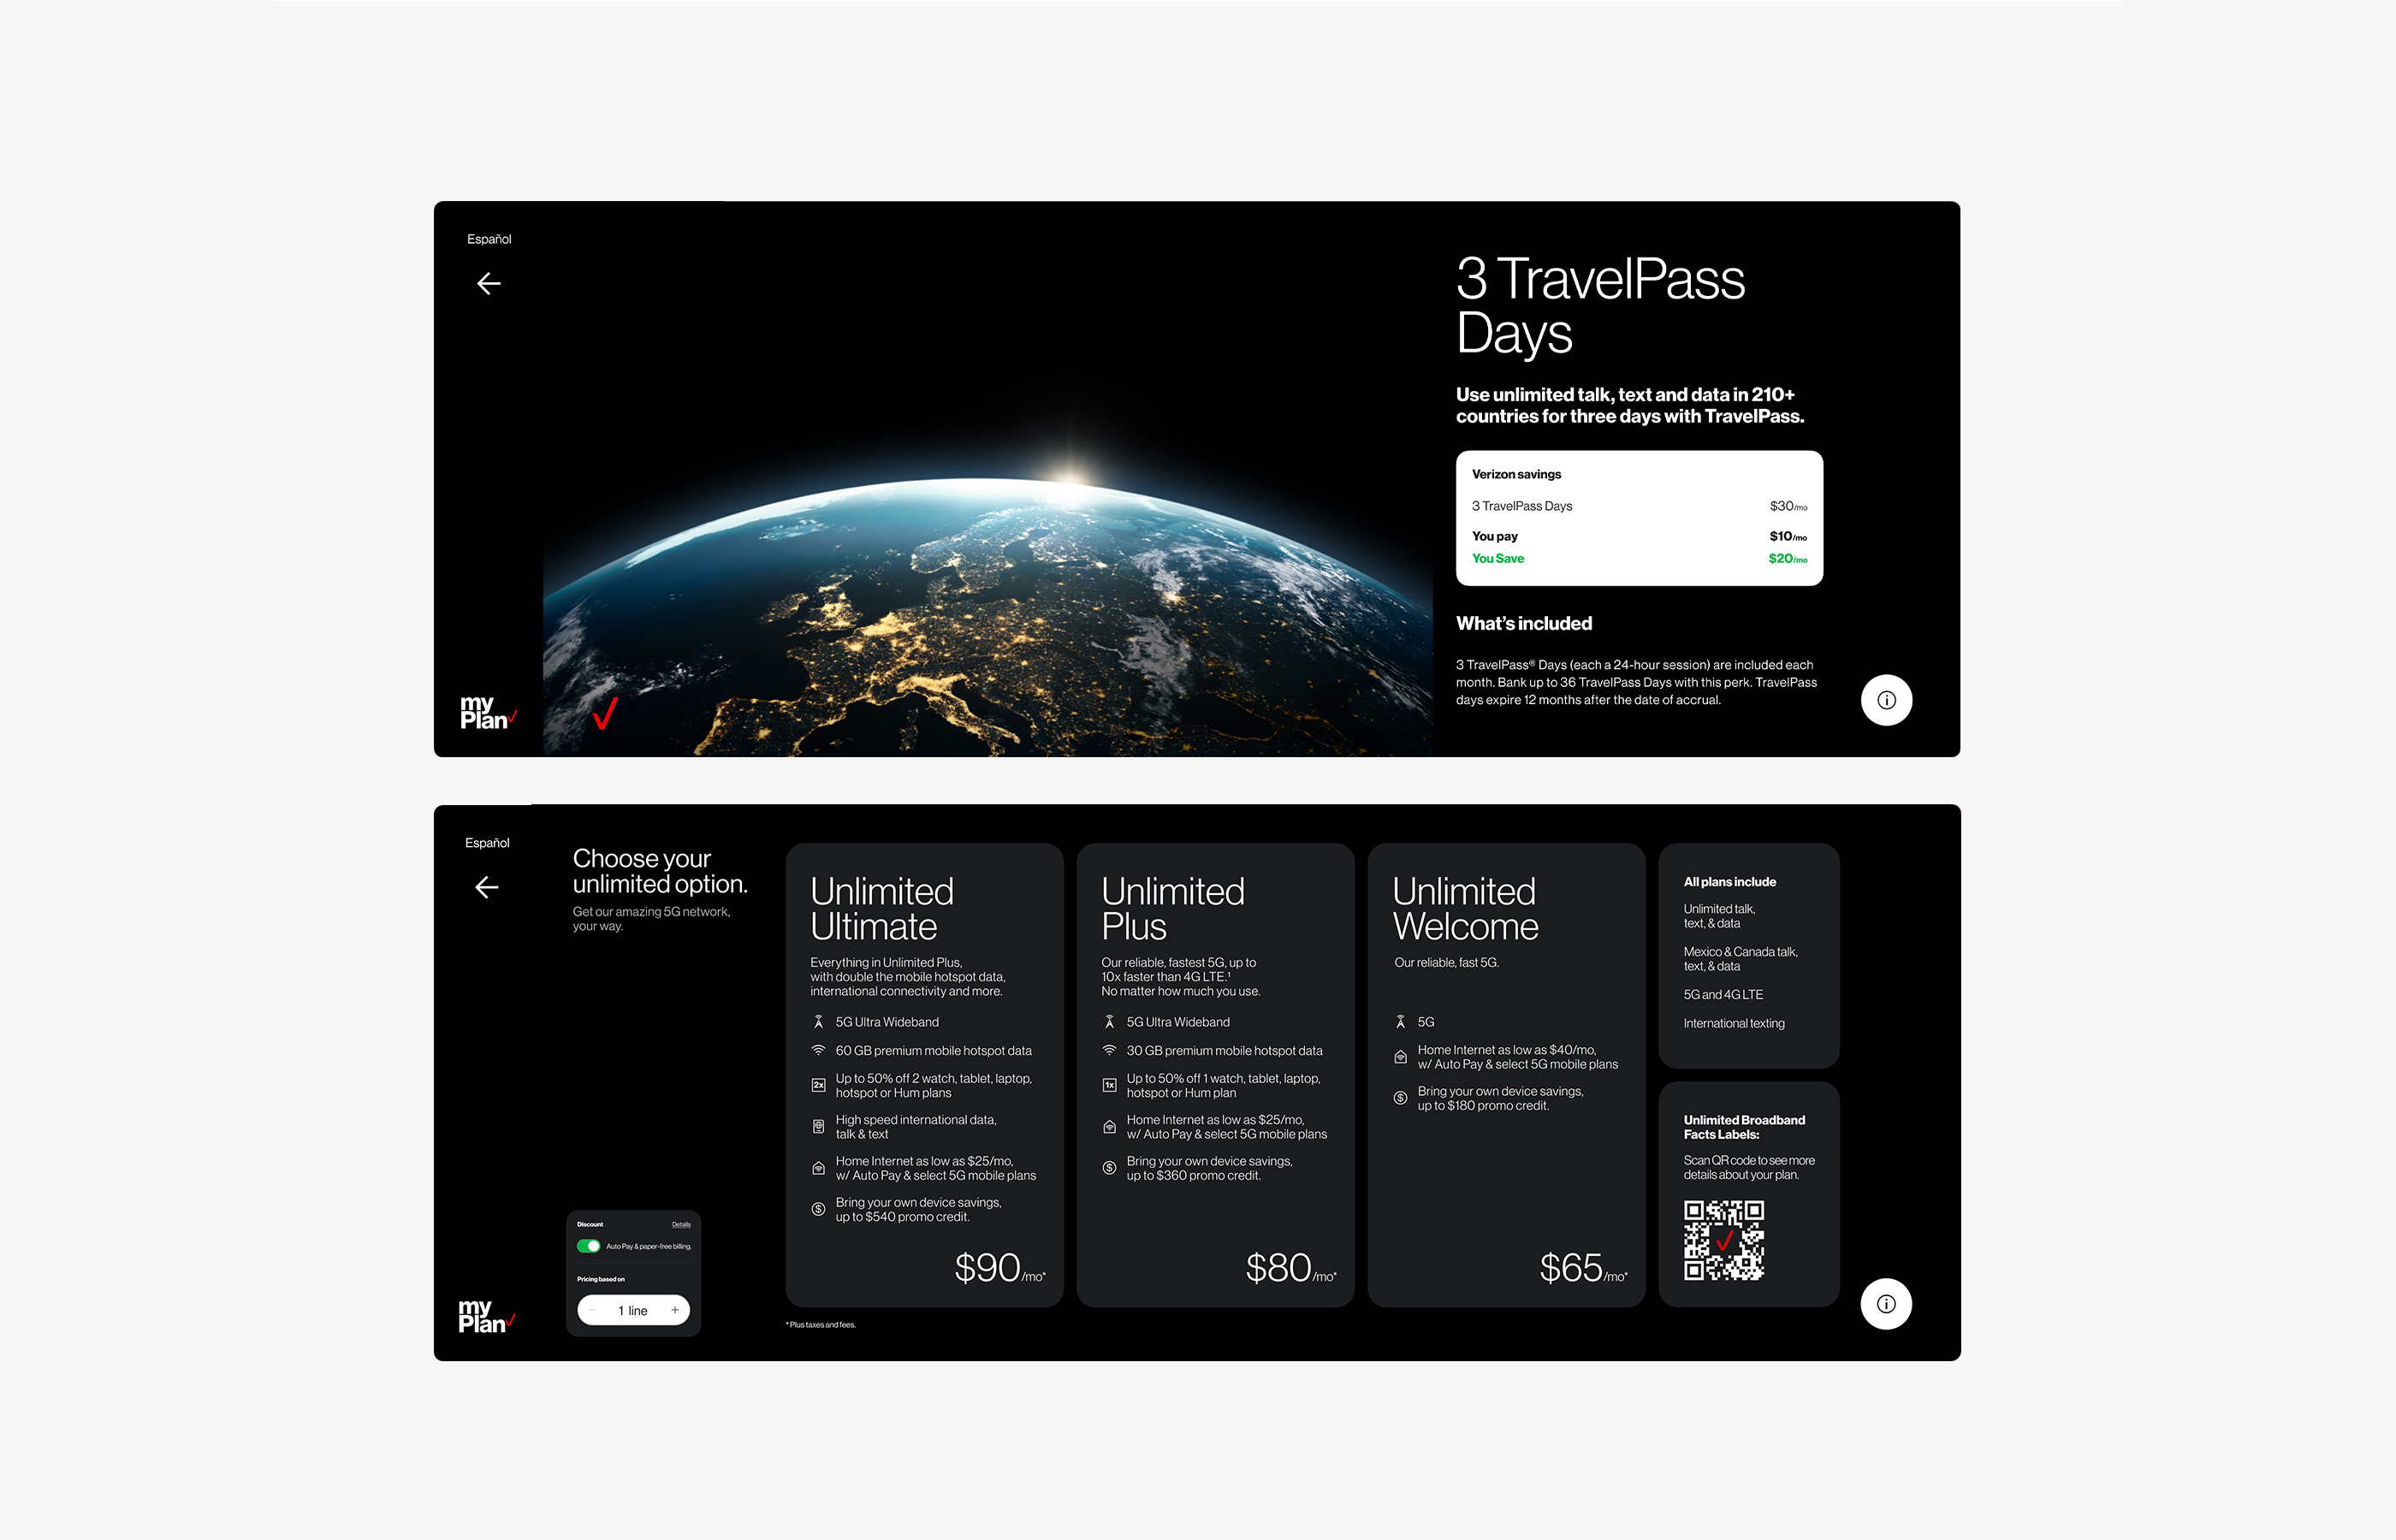 Español
3 TravelPass
Days
Use unlimited talk, text and data in 210+
countries for three days with TravelPass.
Verizon savings
3 TravelPass Days $30/mo
You pay $10/mo
You Save $20/mo
What's included
3 TravelPass® Days (each a 24-hour session) are included each
month. Bank up to 36 TravelPass Days with this perk. TravelPass
days expire 12 months after the date of accrual.
my
Plan
Español
Choose your
unlimited option.
Get our amazing 5G network,
your way.
Discount Details
Auto Pay & paper-free billing.
Pricing based on
− 1 line +
my
Plan
Unlimited
Ultimate
Everything in Unlimited Plus,
with double the mobile hotspot data,
international connectivity and more.
5G Ultra Wideband
60 GB premium mobile hotspot data
2x
Up to 50% off 2 watch, tablet, laptop,
hotspot or Hum plans
High speed international data,
talk & text
Home Internet as low as $25/mo,
w/ Auto Pay & select 5G mobile plans
Bring your own device savings,
up to $540 promo credit.
$90/mo*
Unlimited
Plus
Our reliable, fastest 5G, up to
10x faster than 4G LTE.¹
No matter how much you use.
5G Ultra Wideband
30 GB premium mobile hotspot data
1x
Up to 50% off 1 watch, tablet, laptop,
hotspot or Hum plan
Home Internet as low as $25/mo,
w/ Auto Pay & select 5G mobile plans
Bring your own device savings,
up to $360 promo credit.
$80/mo*
Unlimited
Welcome
Our reliable, fast 5G.
5G
Home Internet as low as $40/mo,
w/ Auto Pay & select 5G mobile plans
Bring your own device savings,
up to $180 promo credit.
$65/mo*
All plans include
Unlimited talk,
text, & data
Mexico & Canada talk,
text, & data
5G and 4G LTE
International texting
Unlimited Broadband
Facts Labels:
Scan QR code to see more
details about your plan.
* Plus taxes and fees.